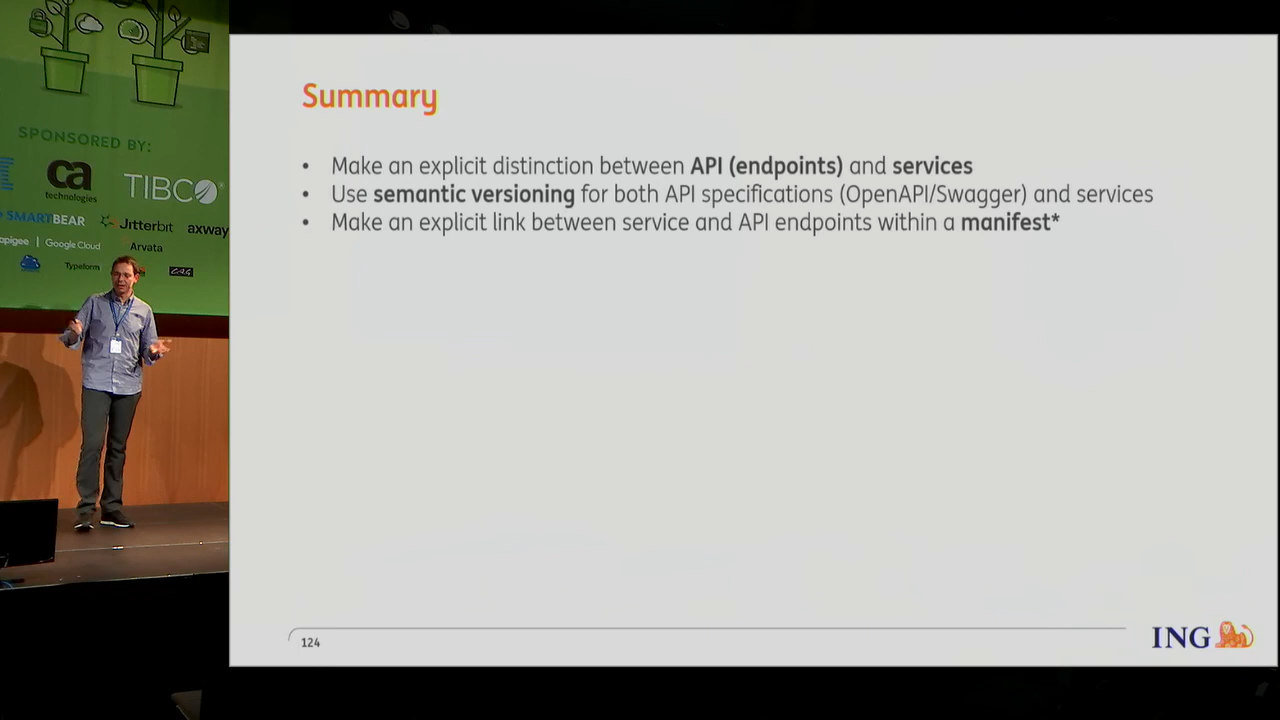 SPONSORED BY:
ca
technologies
TIBCO
SMARTBEAR
Jitterbit
axway
apigee | Google Cloud
Arvata
Typeform
CA6
Summary
• Make an explicit distinction between API (endpoints) and services
• Use semantic versioning for both API specifications (OpenAPI/Swagger) and services
• Make an explicit link between service and API endpoints within a manifest*
124
ING